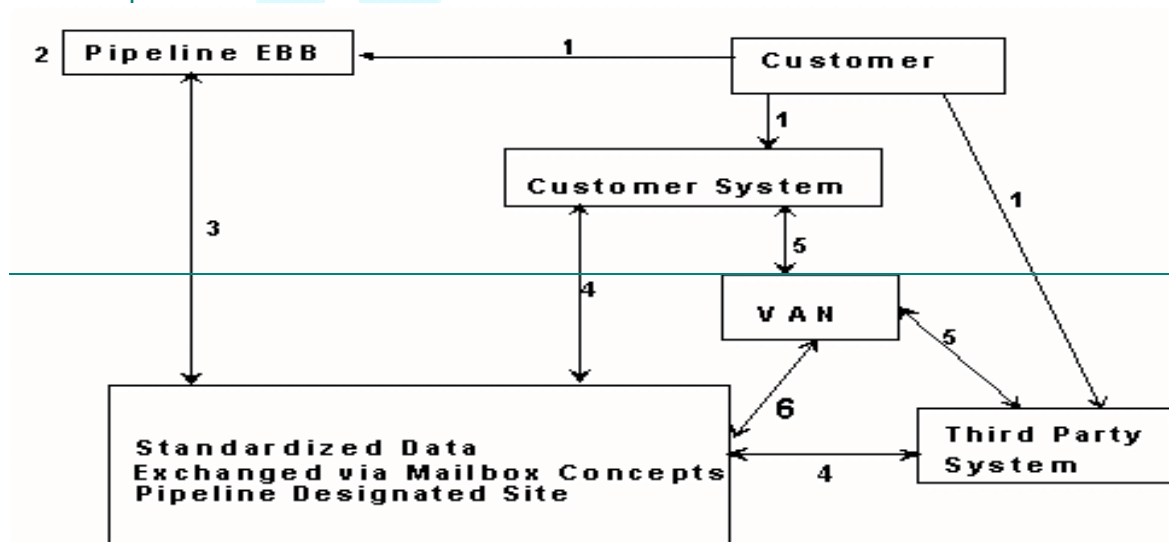 2 Pipeline EBB
1
Customer
1
Customer System
1
3
5
4
VAN
5
6
Standardized Data
Exchanged via Mailbox Concepts
Pipeline Designated Site
4
Third Party
System